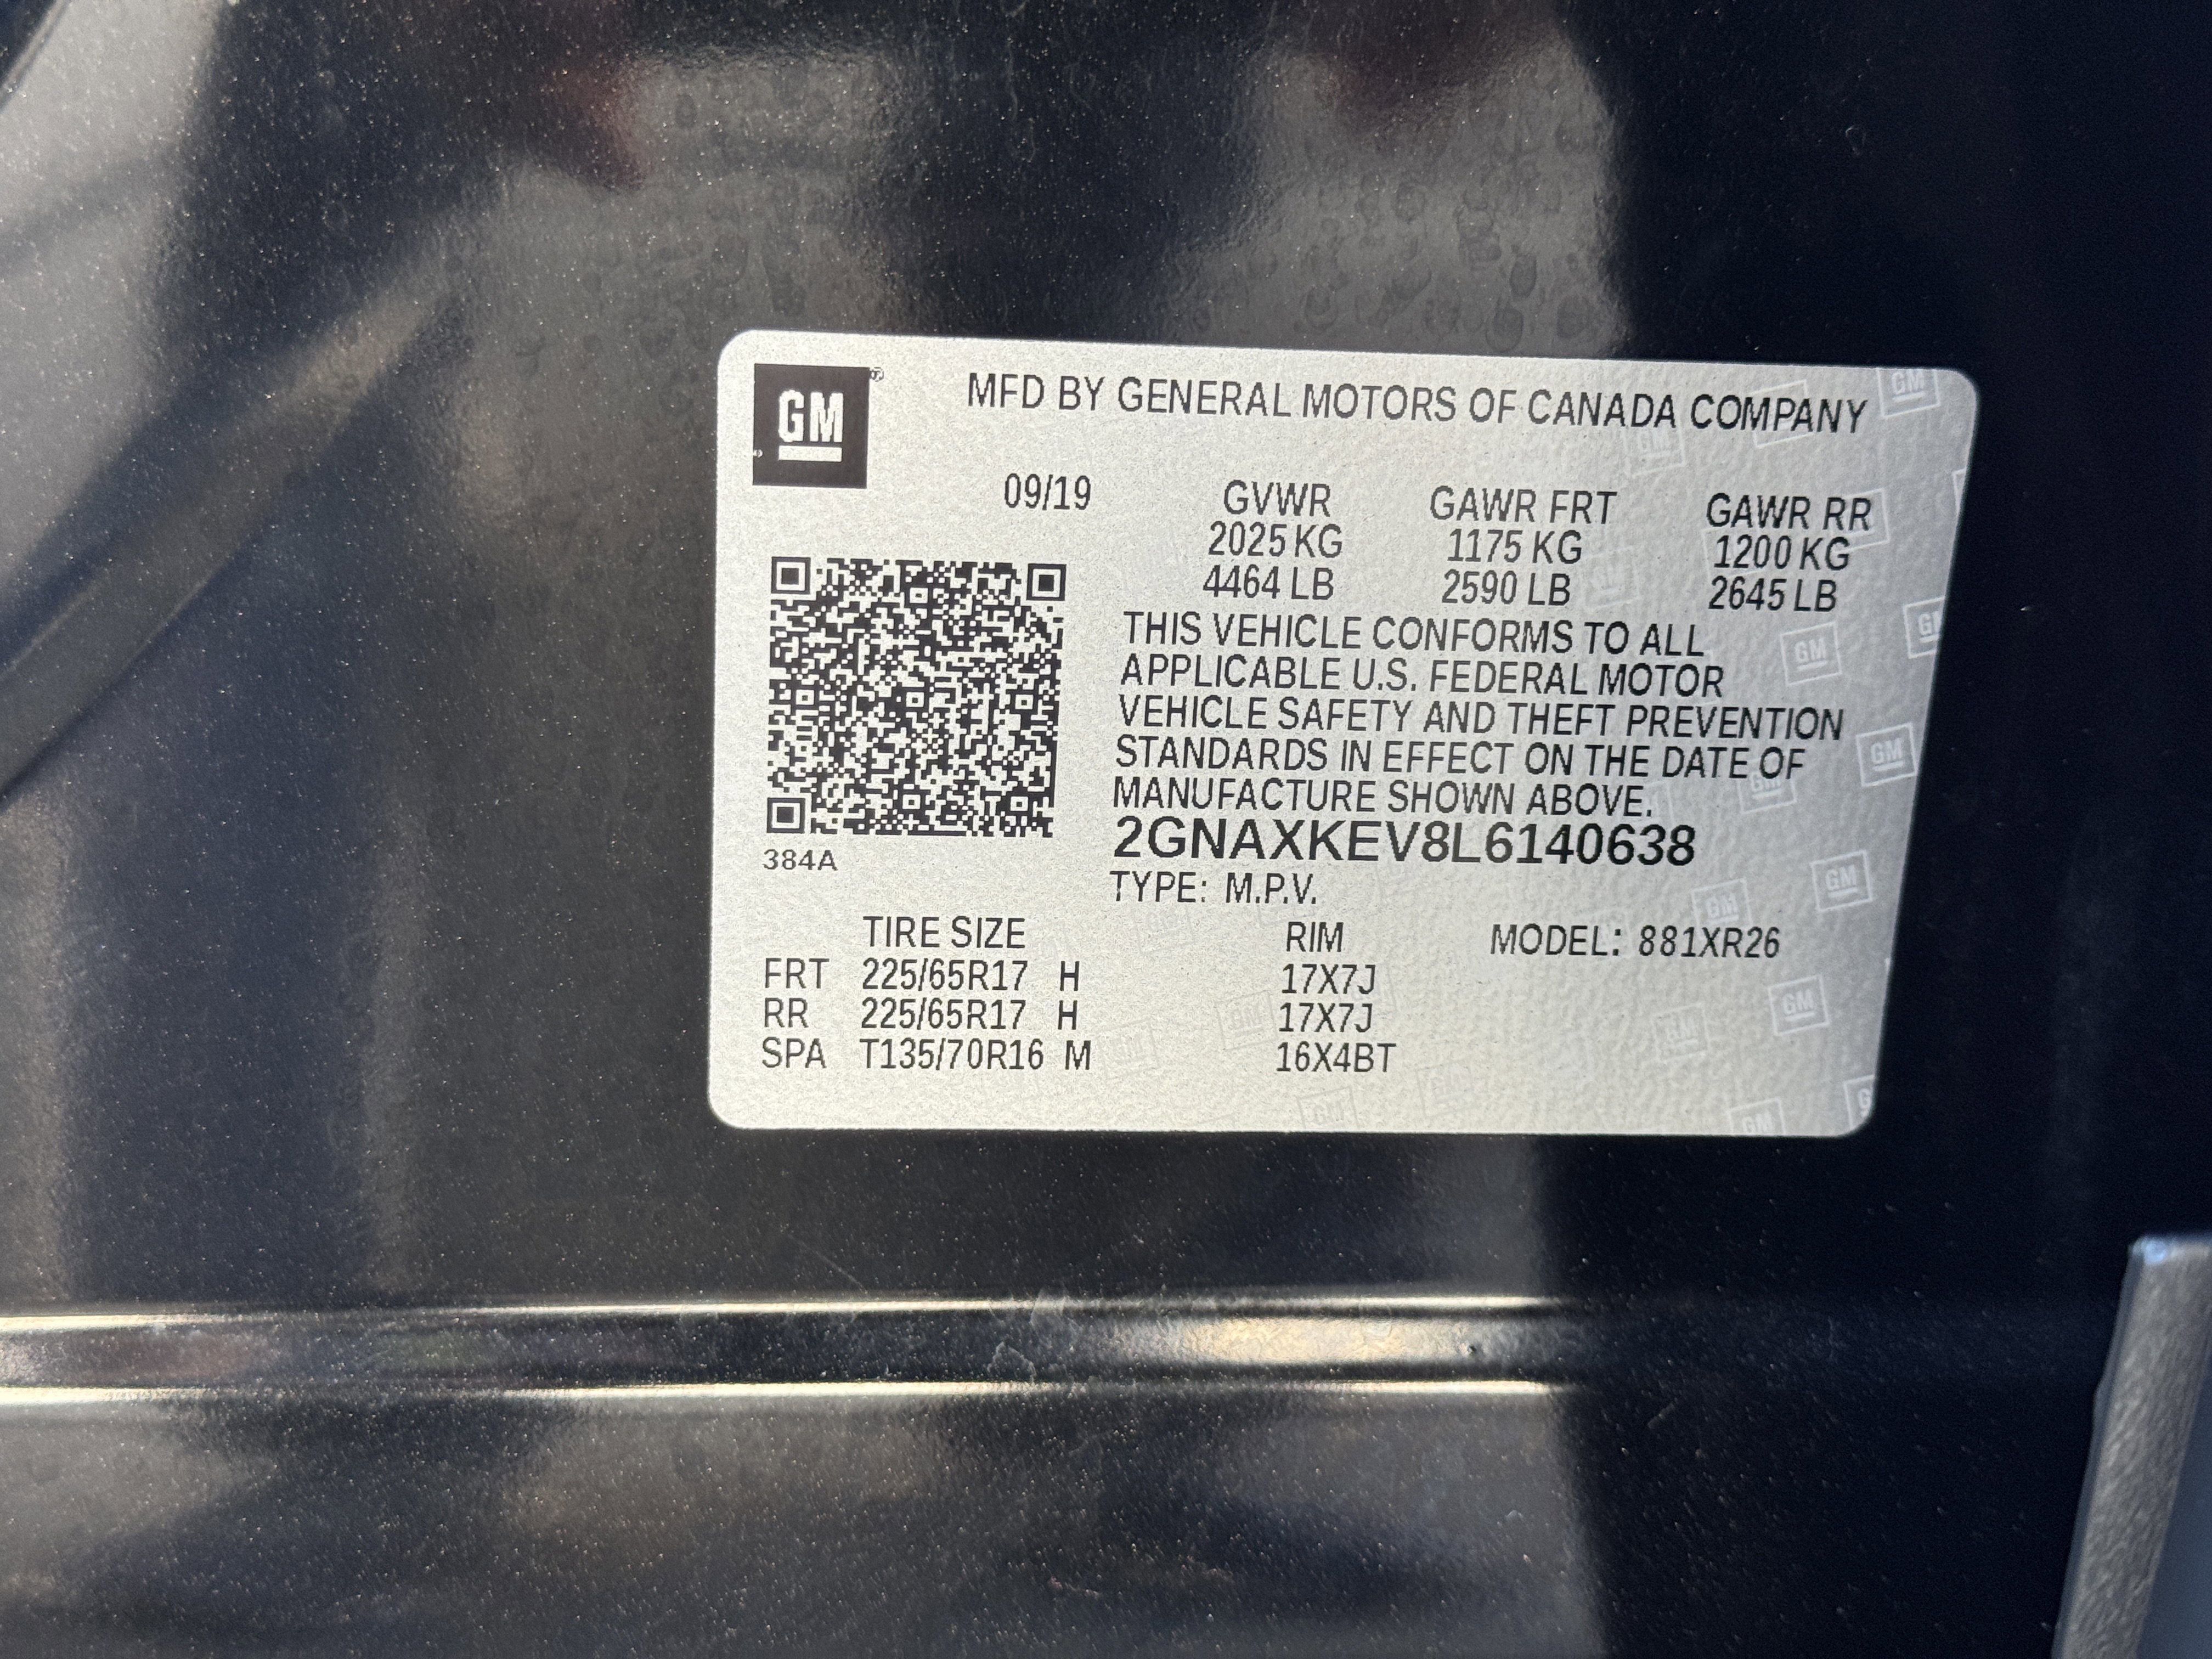 GM
MFD BY GENERAL MOTORS OF CANADA COMPANY
09/19 GVWR GAWR FRT GAWR RR
2025 KG 1175 KG 1200 KG
4464 LB 2590 LB 2645 LB
THIS VEHICLE CONFORMS TO ALL
APPLICABLE U.S. FEDERAL MOTOR
VEHICLE SAFETY AND THEFT PREVENTION
STANDARDS IN EFFECT ON THE DATE OF
MANUFACTURE SHOWN ABOVE.
2GNAXKEV8L6140638
384A
TYPE: M.P.V.
TIRE SIZE RIM MODEL: 881XR26
FRT 225/65R17 H 17X7J
RR 225/65R17 H 17X7J
SPA T135/70R16 M 16X4BT